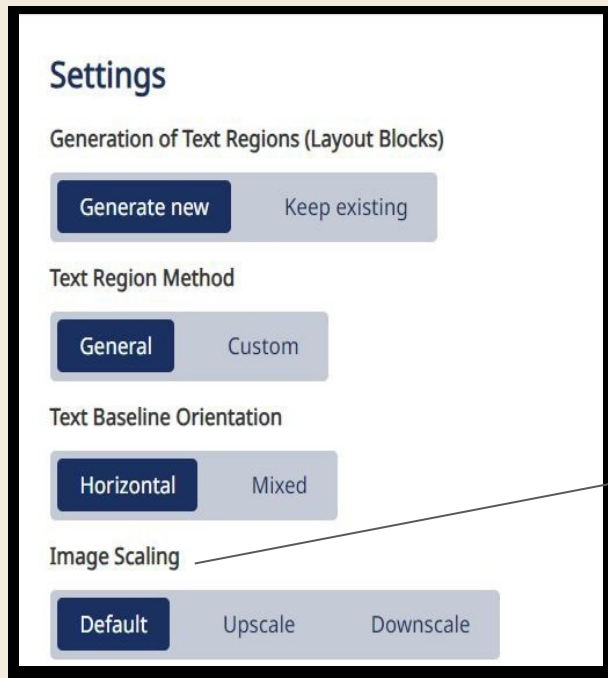 Settings
Generation of Text Regions (Layout Blocks)
Generate new Keep existing
Text Region Method
General Custom
Text Baseline Orientation
Horizontal Mixed
Image Scaling
Default Upscale Downscale